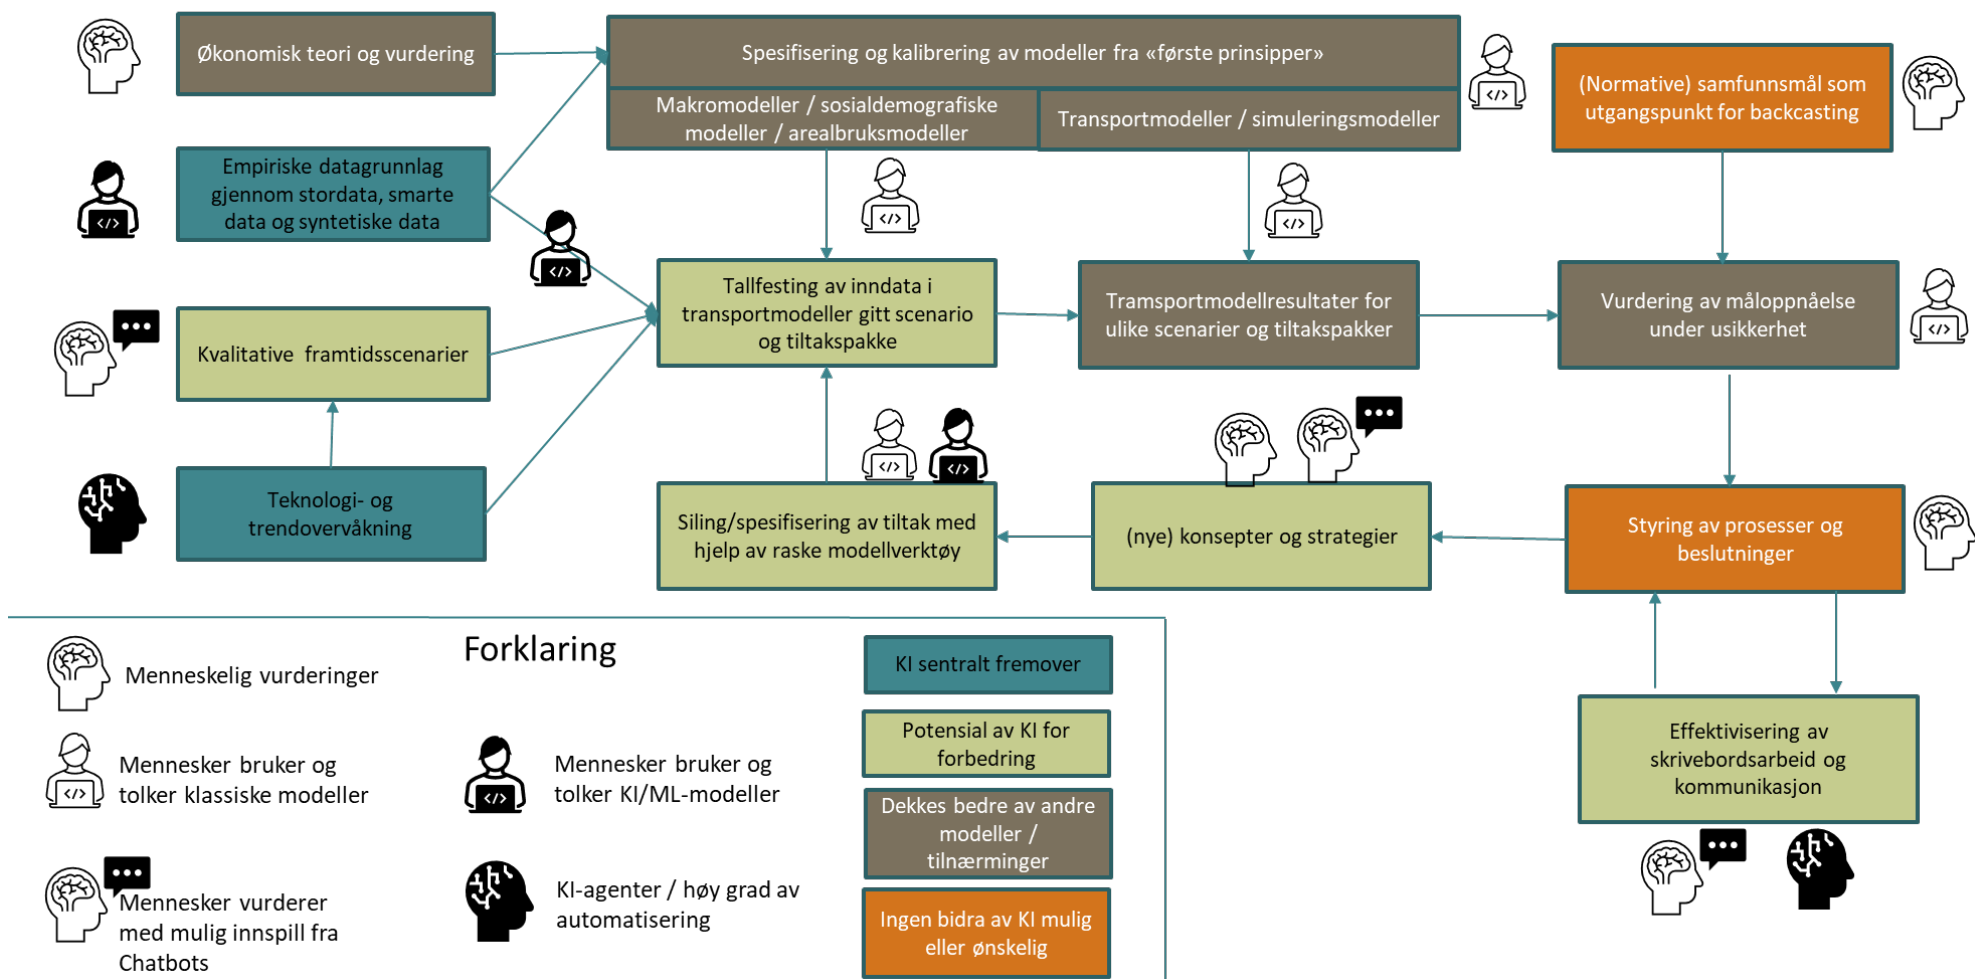 Økonomisk teori og vurdering
Spesifisering og kalibrering av modeller fra «første prinsipper»
Makromodeller / sosialdemografiske
modeller / arealbruksmodeller
Transportmodeller / simuleringsmodeller
(Normative) samfunnsmål som
utgangspunkt for backcasting
Empiriske datagrunnlag
gjennom stordata, smarte
data og syntetiske data
</>
</>
</>
</>
</>
Kvalitative framtidsscenarier
Tallfesting av inndata i
transportmodeller gitt scenario
og tiltakspakke
Tramsportmodellresultater for
ulike scenarier og tiltakspakker
Vurdering av måloppnåelse
under usikkerhet
</>
Teknologi- og
trendovervåkning
</>
</>
Siling/spesifisering av tiltak med
hjelp av raske modellverktøy
(nye) konsepter og strategier
Styring av prosesser og
beslutninger
Effektivisering av
skrivebordsarbeid og
kommunikasjon
Forklaring
Menneskelig vurderinger
</>
Mennesker bruker og
tolker klassiske modeller
Mennesker vurderer
med mulig innspill fra
Chatbots
</>
Mennesker bruker og
tolker KI/ML-modeller
KI-agenter / høy grad av
automatisering
KI sentralt fremover
Potensial av KI for
forbedring
Dekkes bedre av andre
modeller /
tilnærminger
Ingen bidra av KI mulig
eller ønskelig